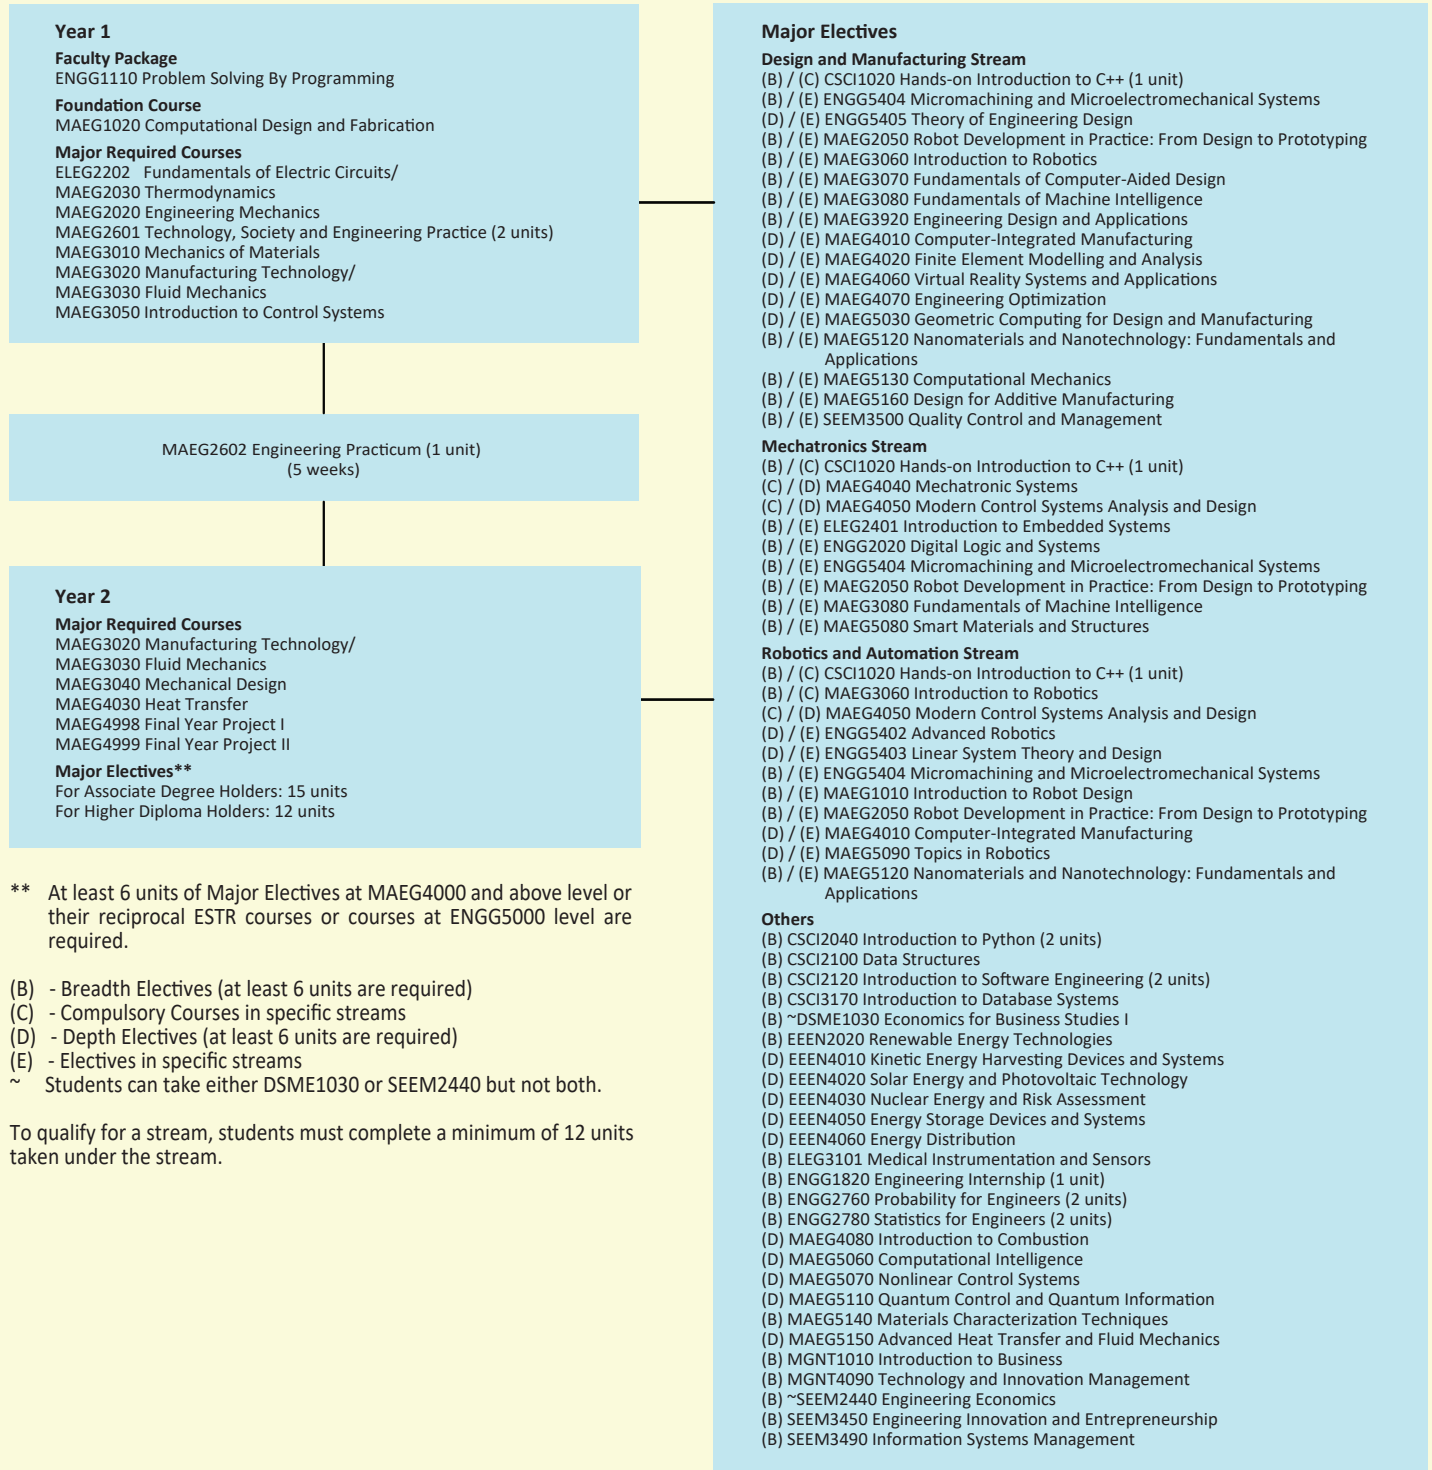 Year 1
Faculty Package
ENGG1110 Problem Solving By Programming
Foundation Course
MAEG1020 Computational Design and Fabrication
Major Required Courses
ELEG2202 Fundamentals of Electric Circuits/
MAEG2030 Thermodynamics
MAEG2020 Engineering Mechanics
MAEG2601 Technology, Society and Engineering Practice (2 units)
MAEG3010 Mechanics of Materials
MAEG3020 Manufacturing Technology/
MAEG3030 Fluid Mechanics
MAEG3050 Introduction to Control Systems
MAEG2602 Engineering Practicum (1 unit)
(5 weeks)
Year 2
Major Required Courses
MAEG3020 Manufacturing Technology/
MAEG3030 Fluid Mechanics
MAEG3040 Mechanical Design
MAEG4030 Heat Transfer
MAEG4998 Final Year Project I
MAEG4999 Final Year Project II
Major Electives**
For Associate Degree Holders: 15 units
For Higher Diploma Holders: 12 units
** At least 6 units of Major Electives at MAEG4000 and above level or
their reciprocal ESTR courses or courses at ENGG5000 level are
required.
(B) - Breadth Electives (at least 6 units are required)
(C) - Compulsory Courses in specific streams
(D) - Depth Electives (at least 6 units are required)
(E) - Electives in specific streams
~ Students can take either DSME1030 or SEEM2440 but not both.
To qualify for a stream, students must complete a minimum of 12 units
taken under the stream.
Major Electives
Design and Manufacturing Stream
(B) / (C) CSCI1020 Hands-on Introduction to C++ (1 unit)
(B) / (E) ENGG5404 Micromachining and Microelectromechanical Systems
(D) / (E) ENGG5405 Theory of Engineering Design
(B) / (E) MAEG2050 Robot Development in Practice: From Design to Prototyping
(B) / (E) MAEG3060 Introduction to Robotics
(B) / (E) MAEG3070 Fundamentals of Computer-Aided Design
(B) / (E) MAEG3080 Fundamentals of Machine Intelligence
(B) / (E) MAEG3920 Engineering Design and Applications
(D) / (E) MAEG4010 Computer-Integrated Manufacturing
(D) / (E) MAEG4020 Finite Element Modelling and Analysis
(D) / (E) MAEG4060 Virtual Reality Systems and Applications
(D) / (E) MAEG4070 Engineering Optimization
(D) / (E) MAEG5030 Geometric Computing for Design and Manufacturing
(B) / (E) MAEG5120 Nanomaterials and Nanotechnology: Fundamentals and
Applications
(B) / (E) MAEG5130 Computational Mechanics
(B) / (E) MAEG5160 Design for Additive Manufacturing
(B) / (E) SEEM3500 Quality Control and Management
Mechatronics Stream
(B) / (C) CSCI1020 Hands-on Introduction to C++ (1 unit)
(C) / (D) MAEG4040 Mechatronic Systems
(C) / (D) MAEG4050 Modern Control Systems Analysis and Design
(B) / (E) ELEG2401 Introduction to Embedded Systems
(B) / (E) ENGG2020 Digital Logic and Systems
(B) / (E) ENGG5404 Micromachining and Microelectromechanical Systems
(B) / (E) MAEG2050 Robot Development in Practice: From Design to Prototyping
(B) / (E) MAEG3080 Fundamentals of Machine Intelligence
(B) / (E) MAEG5080 Smart Materials and Structures
Robotics and Automation Stream
(B) / (C) CSCI1020 Hands-on Introduction to C++ (1 unit)
(B) / (C) MAEG3060 Introduction to Robotics
(C) / (D) MAEG4050 Modern Control Systems Analysis and Design
(D) / (E) ENGG5402 Advanced Robotics
(D) / (E) ENGG5403 Linear System Theory and Design
(B) / (E) ENGG5404 Micromachining and Microelectromechanical Systems
(B) / (E) MAEG1010 Introduction to Robot Design
(B) / (E) MAEG2050 Robot Development in Practice: From Design to Prototyping
(D) / (E) MAEG4010 Computer-Integrated Manufacturing
(D) / (E) MAEG5090 Topics in Robotics
(B) / (E) MAEG5120 Nanomaterials and Nanotechnology: Fundamentals and
Applications
Others
(B) CSCI2040 Introduction to Python (2 units)
(B) CSCI2100 Data Structures
(B) CSCI2120 Introduction to Software Engineering (2 units)
(B) CSCI3170 Introduction to Database Systems
(B) ~DSME1030 Economics for Business Studies I
(B) EEEN2020 Renewable Energy Technologies
(D) EEEN4010 Kinetic Energy Harvesting Devices and Systems
(D) EEEN4020 Solar Energy and Photovoltaic Technology
(D) EEEN4030 Nuclear Energy and Risk Assessment
(D) EEEN4050 Energy Storage Devices and Systems
(D) EEEN4060 Energy Distribution
(B) ELEG3101 Medical Instrumentation and Sensors
(B) ENGG1820 Engineering Internship (1 unit)
(B) ENGG2760 Probability for Engineers (2 units)
(B) ENGG2780 Statistics for Engineers (2 units)
(D) MAEG4080 Introduction to Combustion
(D) MAEG5060 Computational Intelligence
(D) MAEG5070 Nonlinear Control Systems
(D) MAEG5110 Quantum Control and Quantum Information
(B) MAEG5140 Materials Characterization Techniques
(D) MAEG5150 Advanced Heat Transfer and Fluid Mechanics
(B) MGNT1010 Introduction to Business
(B) MGNT4090 Technology and Innovation Management
(B) ~SEEM2440 Engineering Economics
(B) SEEM3450 Engineering Innovation and Entrepreneurship
(B) SEEM3490 Information Systems Management